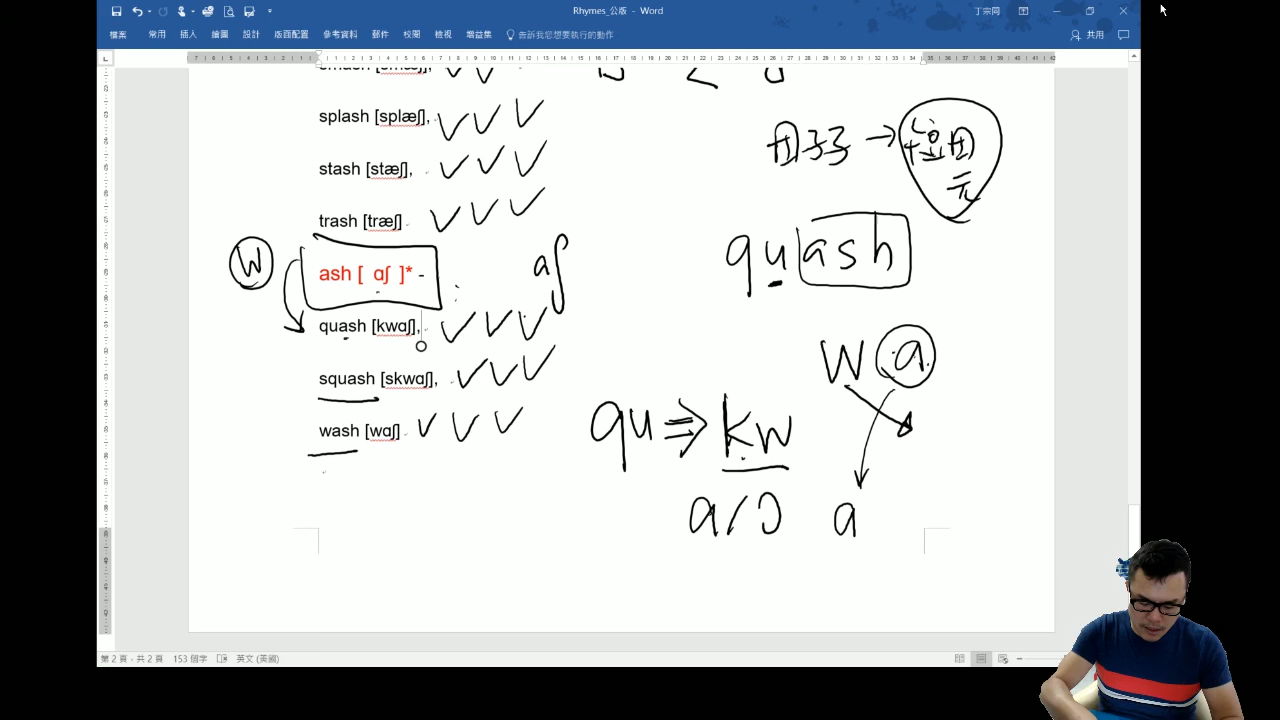 Rhymes_公版 - Word
丁宗同
檔案 常用 插入 繪圖 設計 版面配置 參考資料 郵件 校閱 檢視 增益集 告訴我您想要執行的動作 共用
splash [splæʃ],
stash [stæʃ],
trash [træʃ]
W
ash [ ɑʃ ]* -
aʃ
quash
quash [kwɑʃ],
squash [skwɑʃ],
wash [wɑʃ]
w a
qu ⇒ kw
a/ɔ a
第 2 頁，共 2 頁 153 個字 英文 (美國)